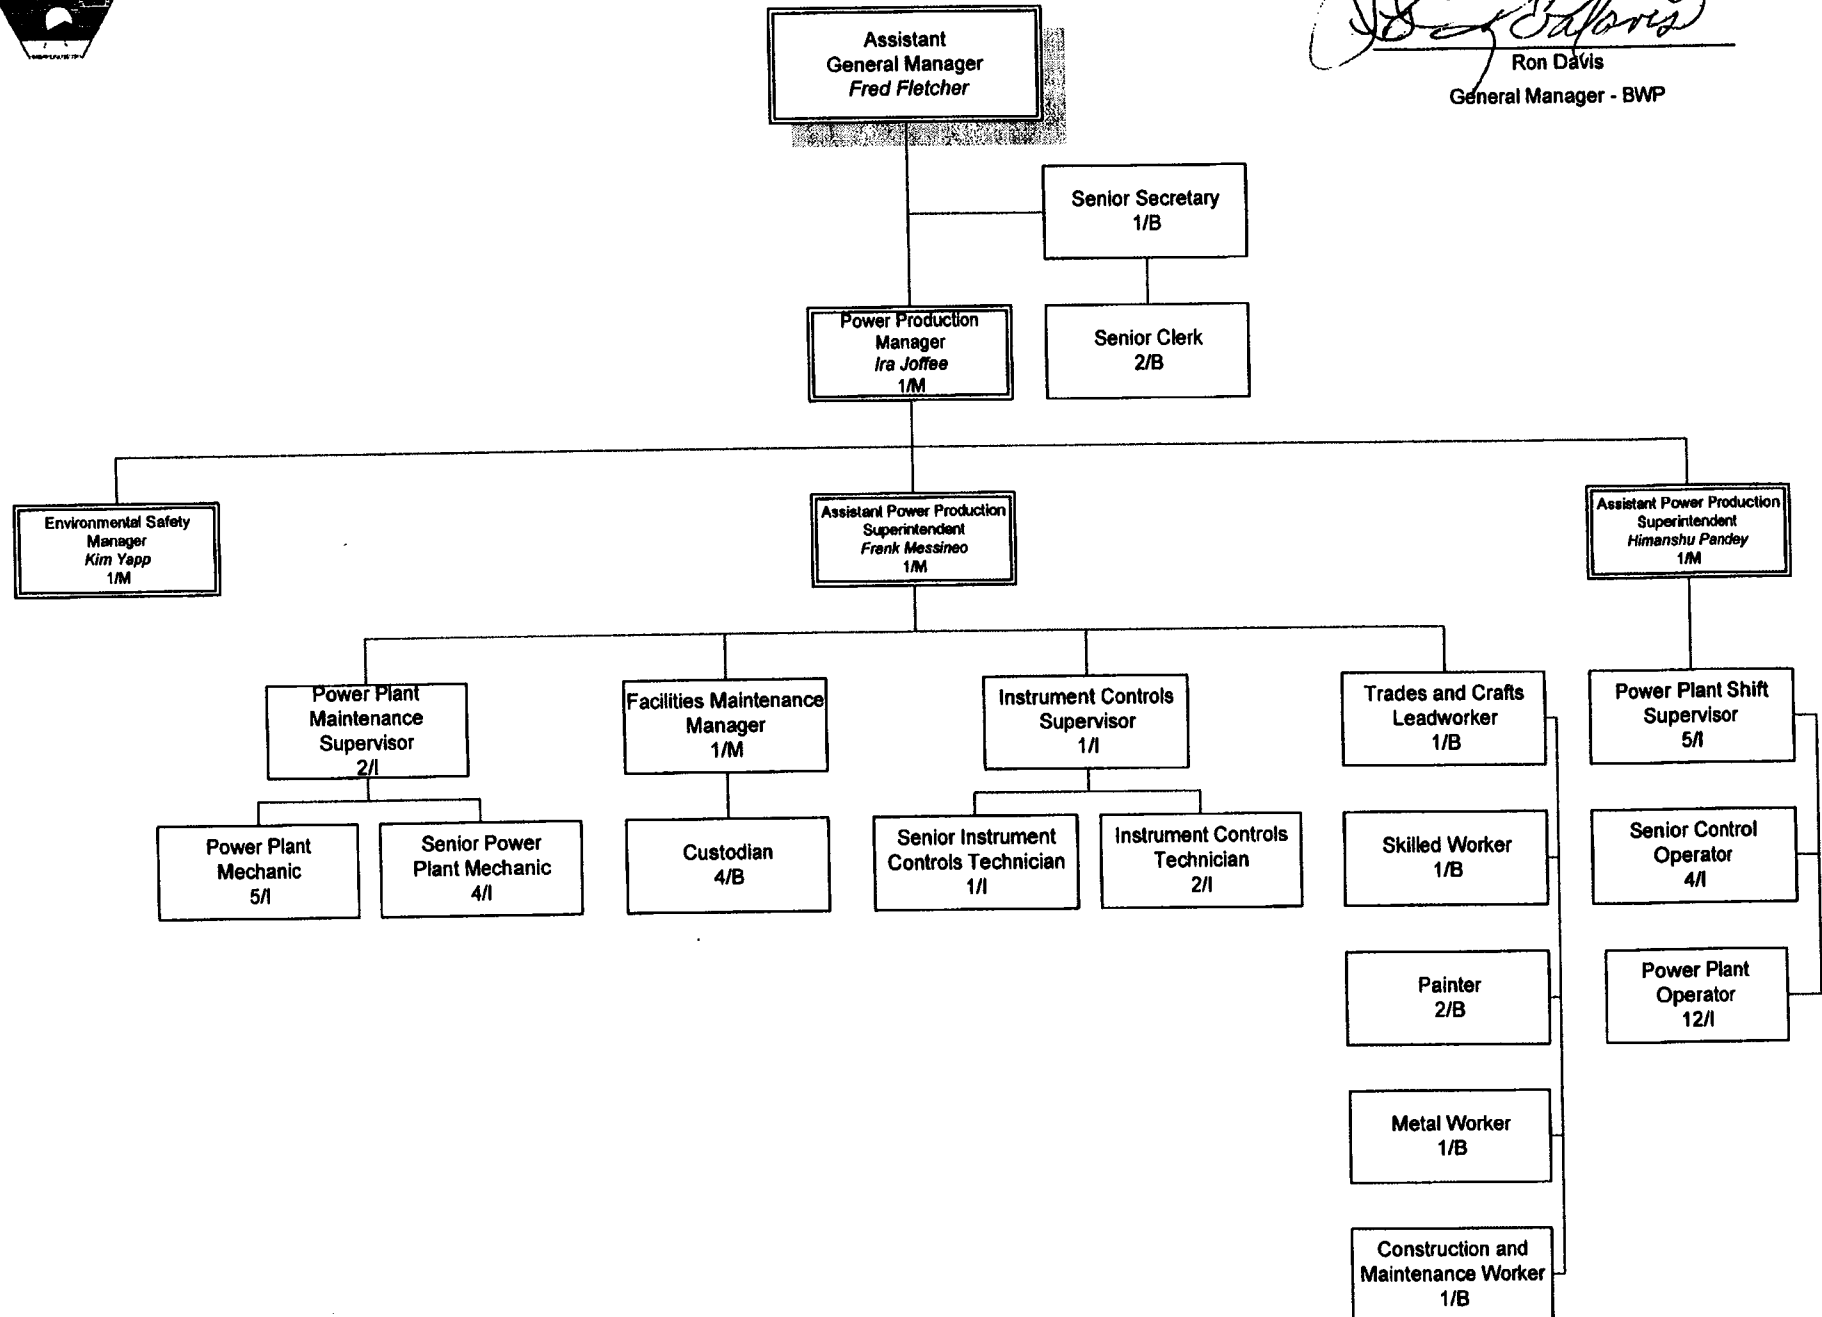 Assistant
General Manager
Fred Fletcher
Ron Davis
General Manager - BWP
Senior Secretary
1/B
Power Production
Manager
Ira Joffee
1/M
Senior Clerk
2/B
Environmental Safety
Manager
Kim Yapp
1/M
Assistant Power Production
Superintendent
Frank Messineo
1/M
Assistant Power Production
Superintendent
Himanshu Pandey
1/M
Power Plant
Maintenance
Supervisor
2/I
Facilities Maintenance
Manager
1/M
Instrument Controls
Supervisor
1/I
Trades and Crafts
Leadworker
1/B
Power Plant Shift
Supervisor
5/I
Power Plant
Mechanic
5/I
Senior Power
Plant Mechanic
4/I
Custodian
4/B
Senior Instrument
Controls Technician
1/I
Instrument Controls
Technician
2/I
Skilled Worker
1/B
Senior Control
Operator
4/I
Painter
2/B
Power Plant
Operator
12/I
Metal Worker
1/B
Construction and
Maintenance Worker
1/B